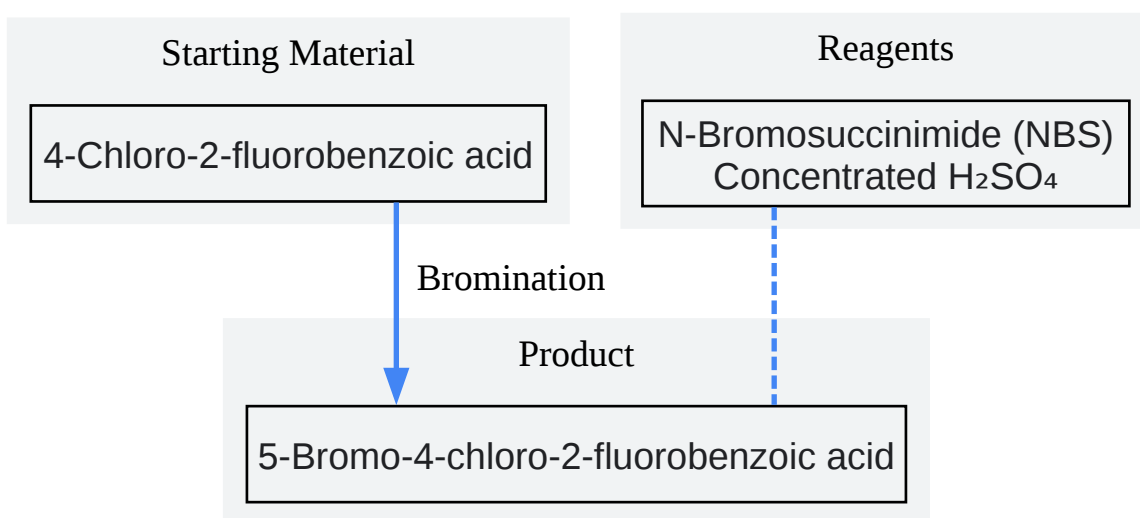 Starting Material
4-Chloro-2-fluorobenzoic acid
Reagents
N-Bromosuccinimide (NBS)
Concentrated H₂SO₄
Bromination
Product
5-Bromo-4-chloro-2-fluorobenzoic acid